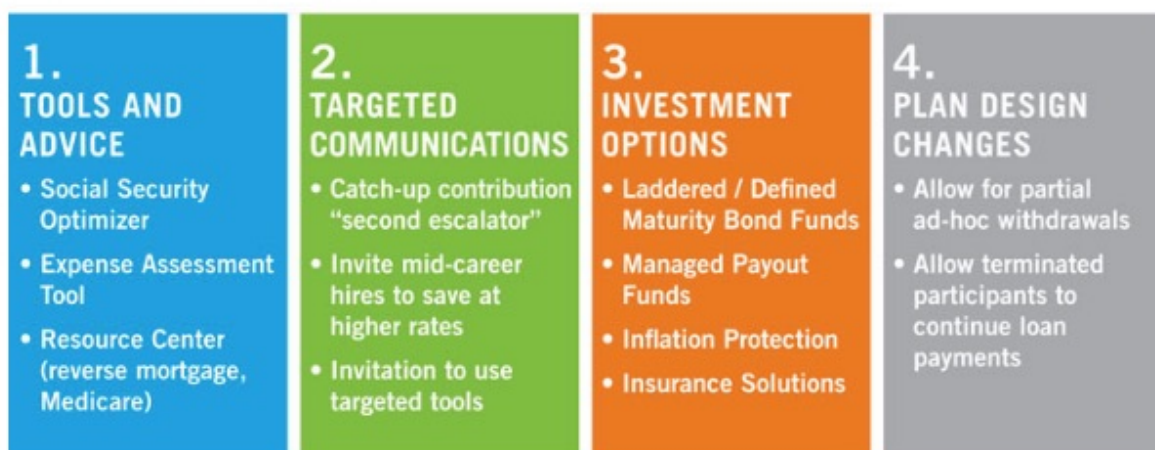 1.
TOOLS AND
ADVICE
• Social Security
Optimizer
• Expense Assessment
Tool
• Resource Center
(reverse mortgage,
Medicare)
2.
TARGETED
COMMUNICATIONS
• Catch-up contribution
“second escalator”
• Invite mid-career
hires to save at
higher rates
• Invitation to use
targeted tools
3.
INVESTMENT
OPTIONS
• Laddered / Defined
Maturity Bond Funds
• Managed Payout
Funds
• Inflation Protection
• Insurance Solutions
4.
PLAN DESIGN
CHANGES
• Allow for partial
ad-hoc withdrawals
• Allow terminated
participants to
continue loan
payments